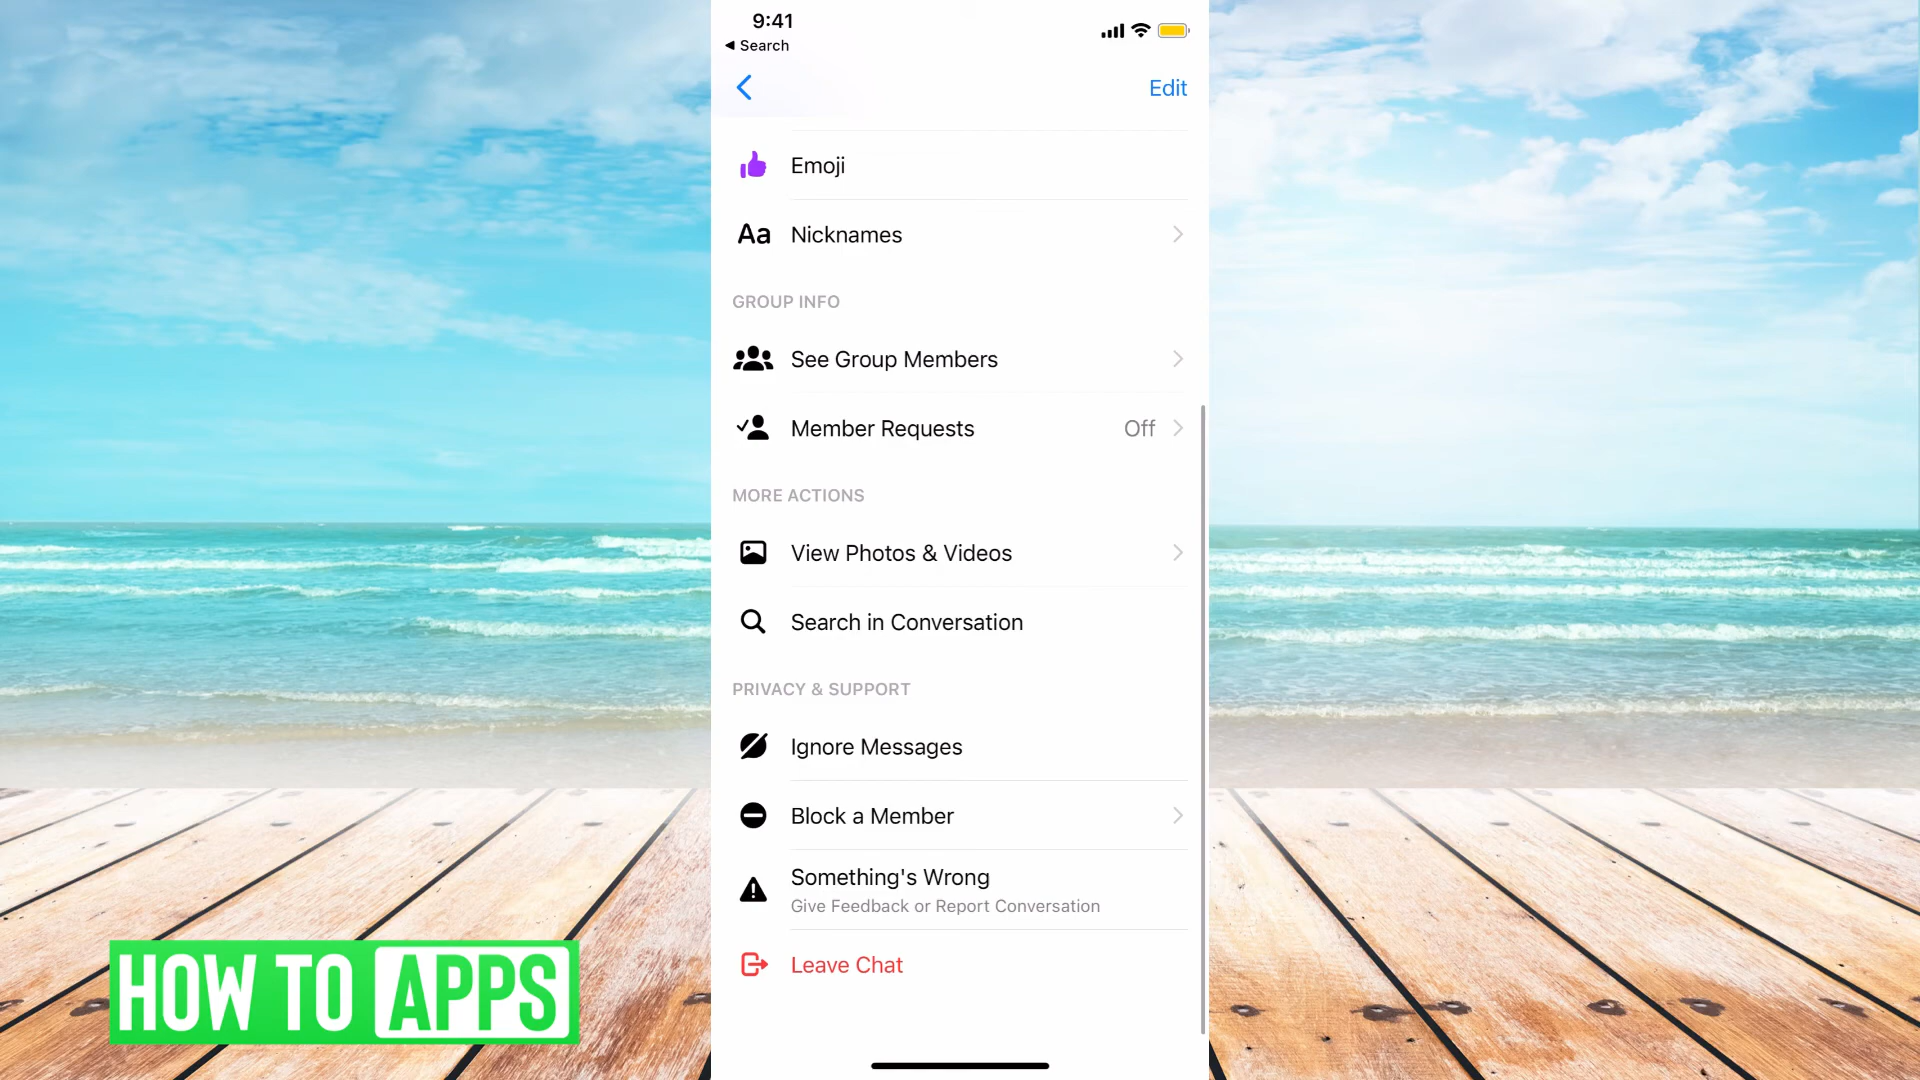 9:41
Search
Edit
Emoji
Aa Nicknames
GROUP INFO
See Group Members
Member Requests Off
MORE ACTIONS
View Photos & Videos
Search in Conversation
PRIVACY & SUPPORT
Ignore Messages
Block a Member
Something's Wrong
Give Feedback or Report Conversation
Leave Chat
HOW TO APPS